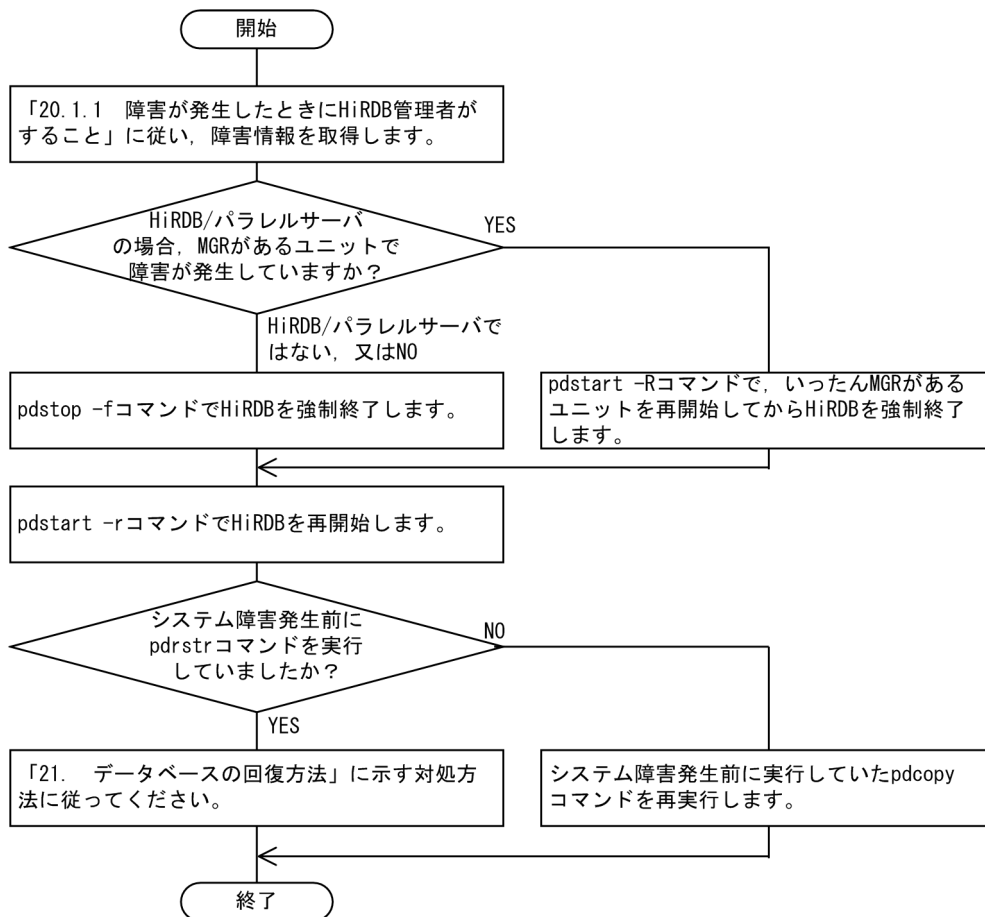 開始
「20.1.1　障害が発生したときにHiRDB管理者が
すること」に従い，障害情報を取得します。
HiRDB/パラレルサーバ
の場合，MGRがあるユニットで
障害が発生していますか？
YES
HiRDB/パラレルサーバで
はない，又はNO
pdstop -fコマンドでHiRDBを強制終了します。
pdstart -Rコマンドで，いったんMGRがある
ユニットを再開始してからHiRDBを強制終了
します。
pdstart -rコマンドでHiRDBを再開始します。
システム障害発生前に
pdrstrコマンドを実行
していましたか？
NO
YES
「21.　データベースの回復方法」に示す対処方
法に従ってください。
システム障害発生前に実行していたpdcopy
コマンドを再実行します。
終了